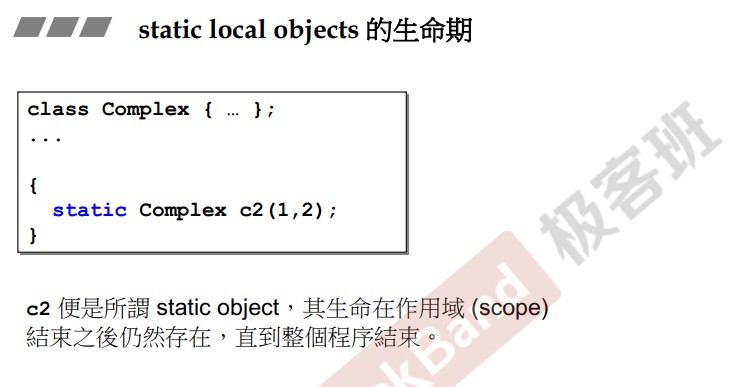 static local objects 的生命期
class Complex { … };
...
{
static Complex c2(1,2);
}
c2 便是所謂 static object，其生命在作用域 (scope)
結束之後仍然存在，直到整個程序結束。
极客班
kBand